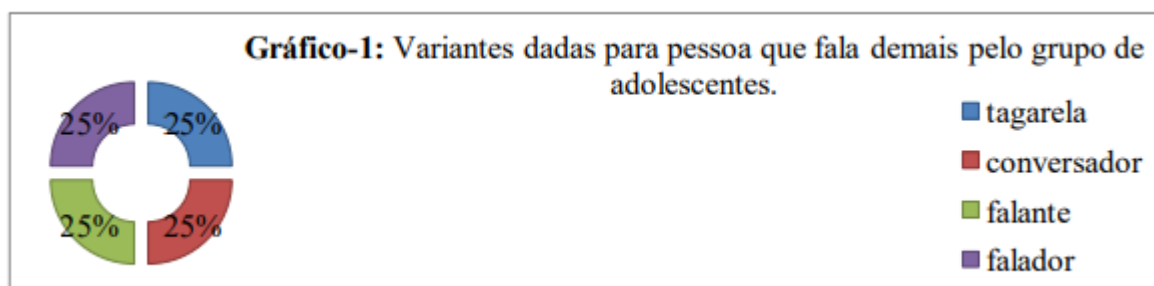 Gráfico-1: Variantes dadas para pessoa que fala demais pelo grupo de
adolescentes.
25%
25%
25%
25%
tagarela
conversador
falante
falador